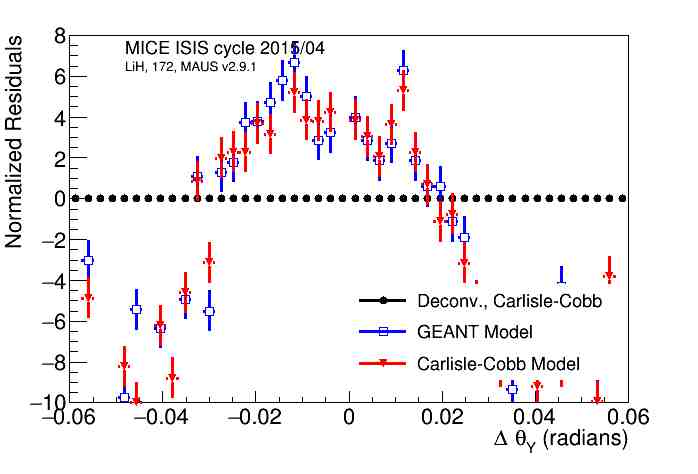 MICE ISIS cycle 2015/04
LiH, 172, MAUS v2.9.1
Normalized Residuals
8
6
4
2
0
−2
−4
−6
−8
−10
Deconv., Carlisle-Cobb
GEANT Model
Carlisle-Cobb Model
−0.06 −0.04 −0.02 0 0.02 0.04 0.06
Δ θY (radians)